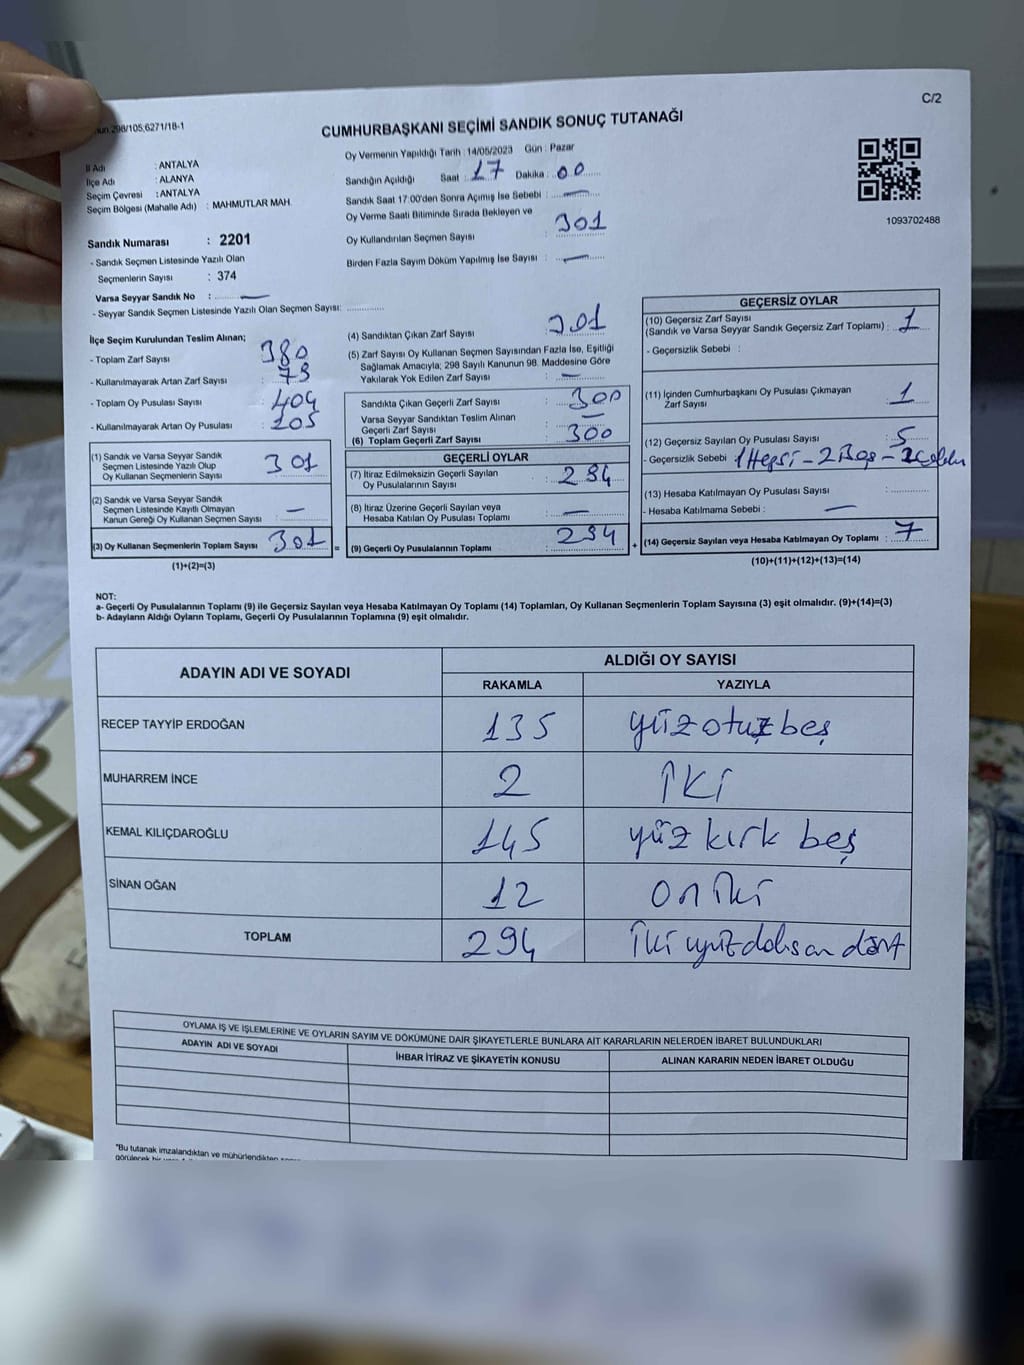 C/2
298/105;6271/18-1
CUMHURBAŞKANI SEÇİMİ SANDIK SONUÇ TUTANAĞI
İl Adı : ANTALYA
İlçe Adı : ALANYA
Seçim Çevresi : ANTALYA
Seçim Bölgesi (Mahalle Adı) : MAHMUTLAR MAH.
Sandık Numarası : 2201
- Sandık Seçmen Listesinde Yazılı Olan
Seçmenlerin Sayısı : 374
Varsa Seyyar Sandık No : —
- Seyyar Sandık Seçmen Listesinde Yazılı Olan Seçmen Sayısı: ............
Oy Vermenin Yapıldığı Tarih : 14/05/2023 Gün : Pazar
Sandığın Açıldığı Saat : 17 Dakika : 00
Sandık Saat 17:00'den Sonra Açımış İse Sebebi : —
Oy Verme Saati Bitiminde Sırada Bekleyen ve
Oy Kullandırılan Seçmen Sayısı : 301
Birden Fazla Sayım Döküm Yapılmış İse Sayısı : —
1093702488
İlçe Seçim Kurulundan Teslim Alınan;
- Toplam Zarf Sayısı : 380
- Kullanılmayarak Artan Zarf Sayısı : 79
- Toplam Oy Pusulası Sayısı : 404
- Kullanılmayarak Artan Oy Pusulası : 105
(1) Sandık ve Varsa Seyyar Sandık
Seçmen Listesinde Yazılı Olup
Oy Kullanan Seçmenlerin Sayısı : 301
(2) Sandık ve Varsa Seyyar Sandık
Seçmen Listesinde Kayıtlı Olmayan
Kanun Gereği Oy Kullanan Seçmen Sayısı : —
(3) Oy Kullanan Seçmenlerin Toplam Sayısı : 301
(1)+(2)=(3)
(4) Sandıktan Çıkan Zarf Sayısı : 301
(5) Zarf Sayısı Oy Kullanan Seçmen Sayısından Fazla İse, Eşitliği
Sağlamak Amacıyla; 298 Sayılı Kanunun 98. Maddesine Göre
Yakılarak Yok Edilen Zarf Sayısı : —
Sandıkta Çıkan Geçerli Zarf Sayısı : 300
Varsa Seyyar Sandıktan Teslim Alınan
Geçerli Zarf Sayısı : —
(6) Toplam Geçerli Zarf Sayısı : 300
GEÇERLİ OYLAR
(7) İtiraz Edilmeksizin Geçerli Sayılan
Oy Pusulalarının Sayısı : 294
(8) İtiraz Üzerine Geçerli Sayılan veya
Hesaba Katılan Oy Pusulası Toplamı : —
= (9) Geçerli Oy Pusulalarının Toplamı : 294
GEÇERSİZ OYLAR
(10) Geçersiz Zarf Sayısı
(Sandık ve Varsa Seyyar Sandık Geçersiz Zarf Toplamı) : 1
- Geçersizlik Sebebi :
(11) İçinden Cumhurbaşkanı Oy Pusulası Çıkmayan
Zarf Sayısı : 1
(12) Geçersiz Sayılan Oy Pusulası Sayısı : 5
- Geçersizlik Sebebi : 1 Hepsi - 2 Boş - 2
(13) Hesaba Katılmayan Oy Pusulası Sayısı : ............
- Hesaba Katılmama Sebebi : —
+ (14) Geçersiz Sayılan veya Hesaba Katılmayan Oy Toplamı : 7
(10)+(11)+(12)+(13)=(14)
NOT:
a- Geçerli Oy Pusulalarının Toplamı (9) ile Geçersiz Sayılan veya Hesaba Katılmayan Oy Toplamı (14) Toplamları, Oy Kullanan Seçmenlerin Toplam Sayısına (3) eşit olmalıdır. (9)+(14)=(3)
b- Adayların Aldığı Oyların Toplamı, Geçerli Oy Pusulalarının Toplamına (9) eşit olmalıdır.
ADAYIN ADI VE SOYADI ALDIĞI OY SAYISI
RAKAMLA YAZIYLA
RECEP TAYYİP ERDOĞAN 135 yüz otuz beş
MUHARREM İNCE 2 İKİ
KEMAL KILIÇDAROĞLU 145 yüz kırk beş
SİNAN OĞAN 12 on iki
TOPLAM 294 iki yüz doksan dört
OYLAMA İŞ VE İŞLEMLERİNE VE OYLARIN SAYIM VE DÖKÜMÜNE DAİR ŞİKAYETLERLE BUNLARA AİT KARARLARIN NELERDEN İBARET BULUNDUKLARI
ADAYIN ADI VE SOYADI İHBAR İTİRAZ VE ŞİKAYETİN KONUSU ALINAN KARARIN NEDEN İBARET OLDUĞU
"Bu tutanak imzalandıktan ve mühürlendikten